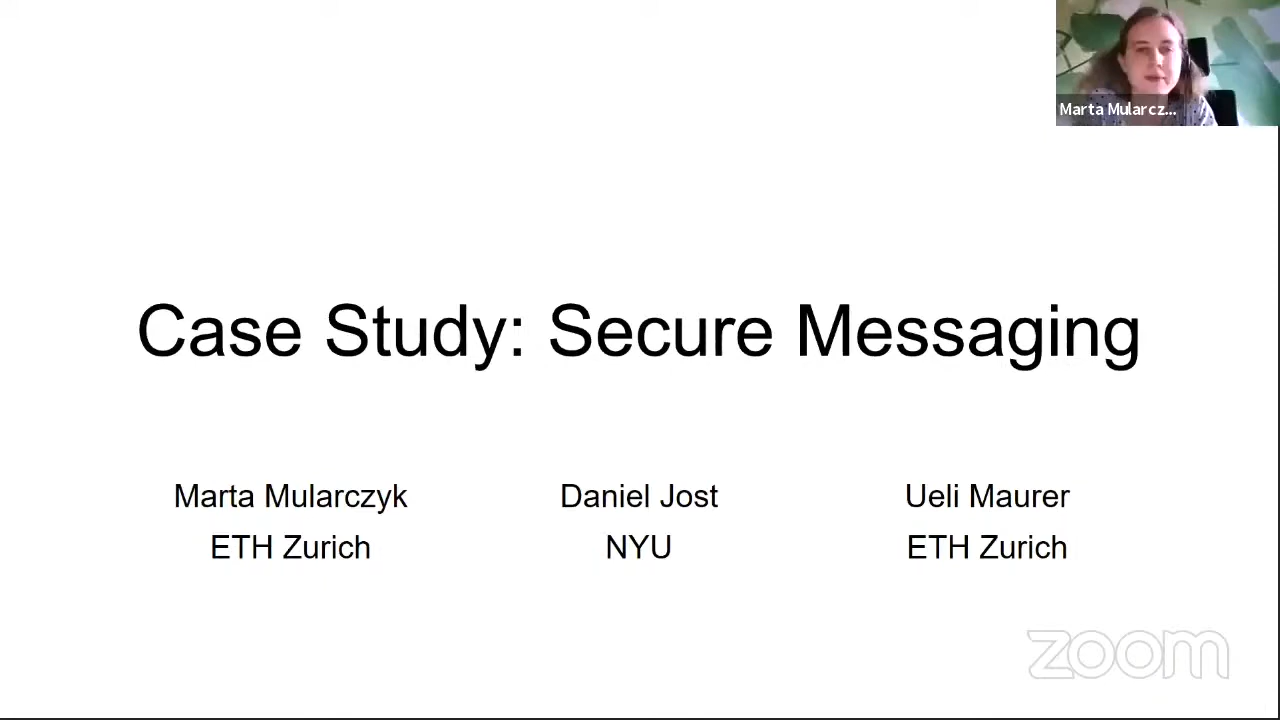 Marta Mularcz...
Case Study: Secure Messaging
Marta Mularczyk
Daniel Jost
Ueli Maurer
ETH Zurich
NYU
ETH Zurich
zoom